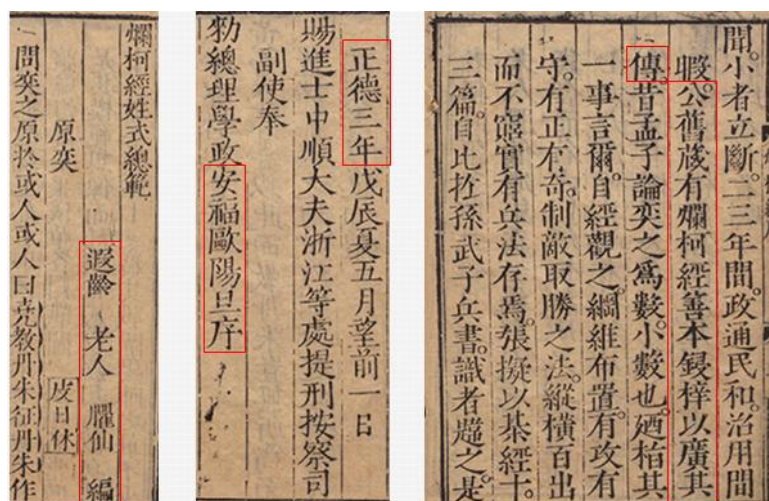 聞。小者立斷。二三年間。政通民和。治用間
暇。公舊蔵有爛柯經善本鋟梓以廣其
傳。昔孟子論奕之爲數。小數也。廼柏其
一事言爾。自經觀之。綱維布置有攻有
守。有正有奇。制敵取勝之法。縱橫百出
而不窮實有兵法存焉。張擬以棊經十
三篇。自比扵孫武子兵書。識者韙之。是
正德三年戊辰夏五月望前一日
賜進士中順大夫浙江等處提刑按察司
副使奉
勑總理學政安福歐陽旦序
爛柯經姓式總範
遐齡 老人 臞仙 編
原奕 皮日休
問奕之原扵或人或人曰堯教丹朱征丹朱作